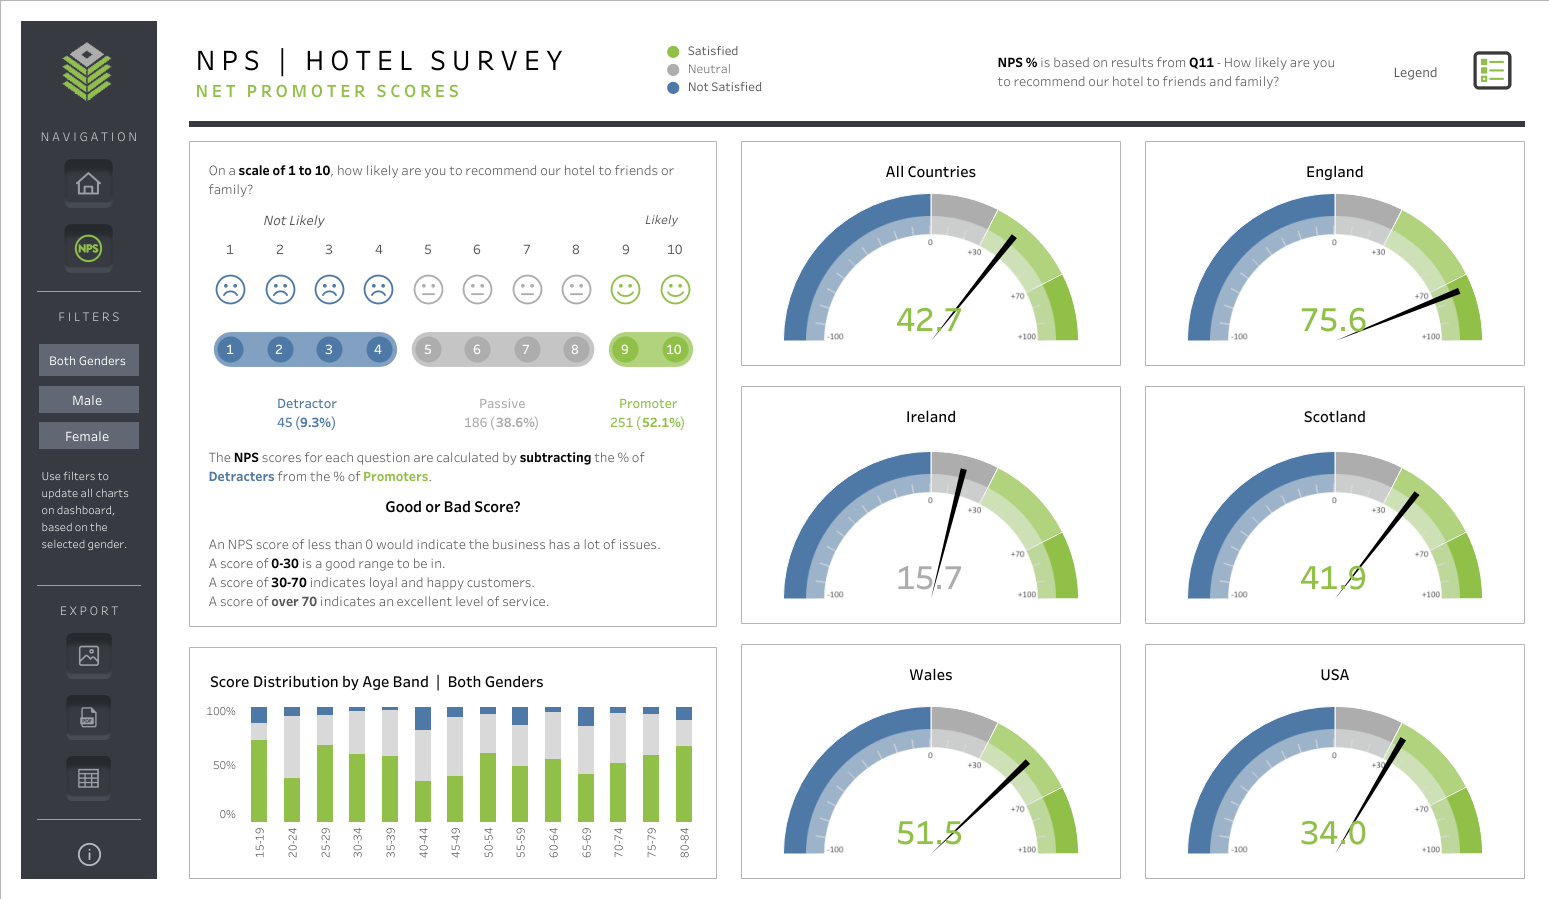 NPS | HOTEL SURVEY
NET PROMOTER SCORES
Satisfied
Neutral
Not Satisfied
NPS % is based on results from Q11 - How likely are you
to recommend our hotel to friends and family?
Legend
NAVIGATION
NPS
FILTERS
Both Genders
Male
Female
Use filters to
update all charts
on dashboard,
based on the
selected gender.
EXPORT
PDF
On a scale of 1 to 10, how likely are you to recommend our hotel to friends or
family?
Not Likely Likely
1 2 3 4 5 6 7 8 9 10
1 2 3 4 5 6 7 8 9 10
Detractor Passive Promoter
45 (9.3%) 186 (38.6%) 251 (52.1%)
The NPS scores for each question are calculated by subtracting the % of
Detracters from the % of Promoters.
Good or Bad Score?
An NPS score of less than 0 would indicate the business has a lot of issues.
A score of 0-30 is a good range to be in.
A score of 30-70 indicates loyal and happy customers.
A score of over 70 indicates an excellent level of service.
Score Distribution by Age Band | Both Genders
100%
50%
0%
15-19 20-24 25-29 30-34 35-39 40-44 45-49 50-54 55-59 60-64 65-69 70-74 75-79 80-84
All Countries
0
+30
+70
42.7
-100 +100
England
0
+30
+70
75.6
-100 +100
Ireland
0
+30
+70
15.7
-100 +100
Scotland
0
+30
+70
41.9
-100 +100
Wales
0
+30
+70
51.5
-100 +100
USA
0
+30
+70
34.0
-100 +100